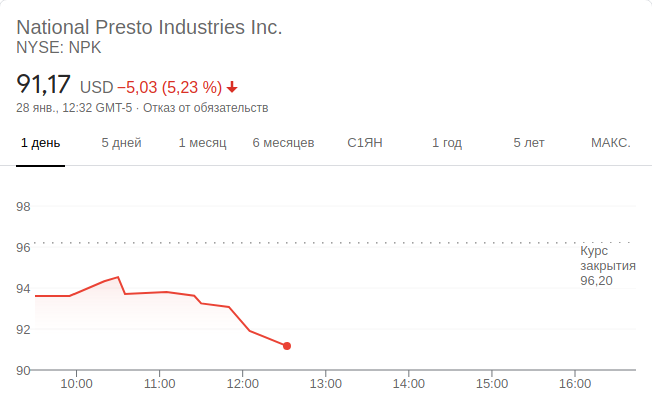 National Presto Industries Inc.
NYSE: NPK
91,17 USD −5,03 (5,23 %)
28 янв., 12:32 GMT-5 · Отказ от обязательств
1 день 5 дней 1 месяц 6 месяцев С1ЯН 1 год 5 лет МАКС.
98
96
Курс
закрытия
96,20
94
92
90
10:00 11:00 12:00 13:00 14:00 15:00 16:00